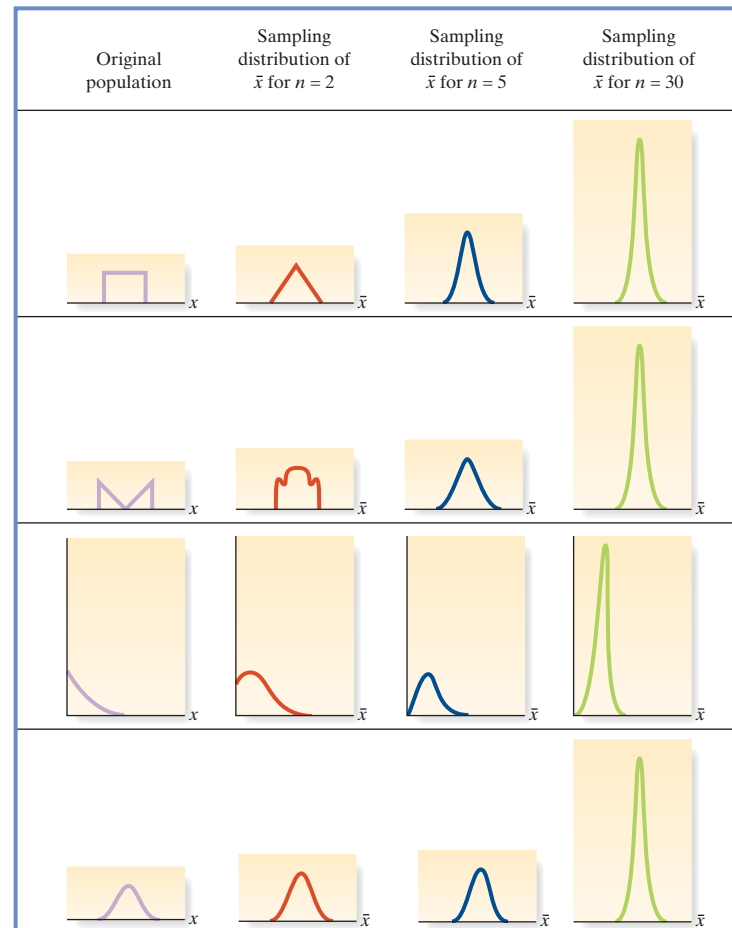 Original
population
Sampling
distribution of
x̄ for n = 2
Sampling
distribution of
x̄ for n = 5
Sampling
distribution of
x̄ for n = 30
x
x̄
x̄
x̄
x
x̄
x̄
x̄
x
x̄
x̄
x̄
x
x̄
x̄
x̄